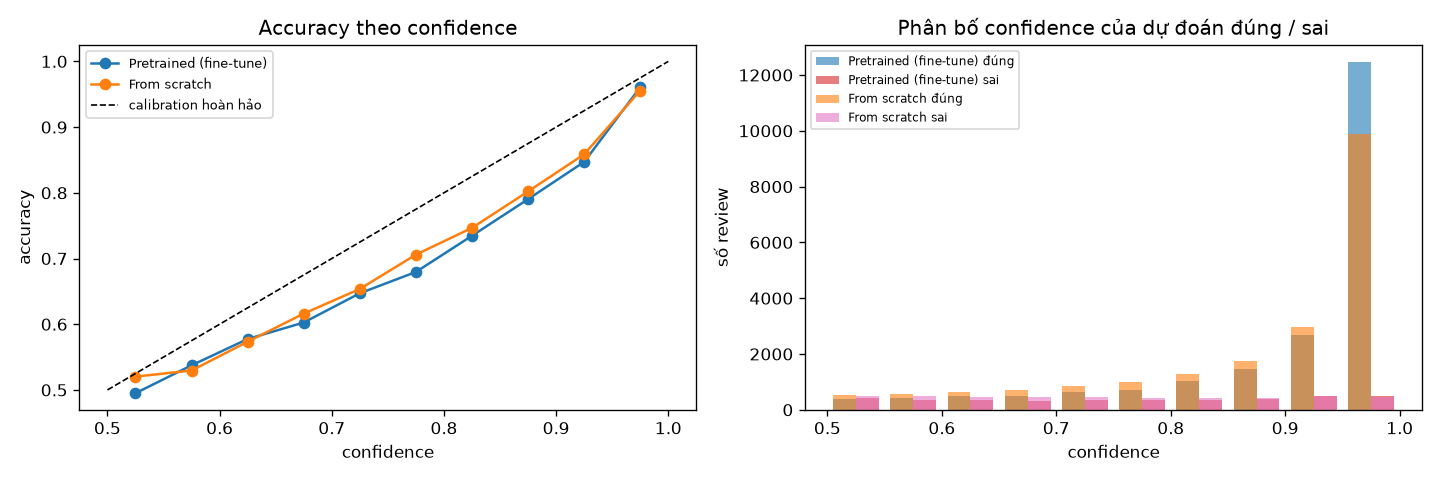 Accuracy theo confidence
accuracy
1.0
0.9
0.8
0.7
0.6
0.5
Pretrained (fine-tune)
From scratch
calibration hoàn hảo
0.5 0.6 0.7 0.8 0.9 1.0
confidence
Phân bố confidence của dự đoán đúng / sai
số review
12000
10000
8000
6000
4000
2000
0
Pretrained (fine-tune) đúng
Pretrained (fine-tune) sai
From scratch đúng
From scratch sai
0.5 0.6 0.7 0.8 0.9 1.0
confidence